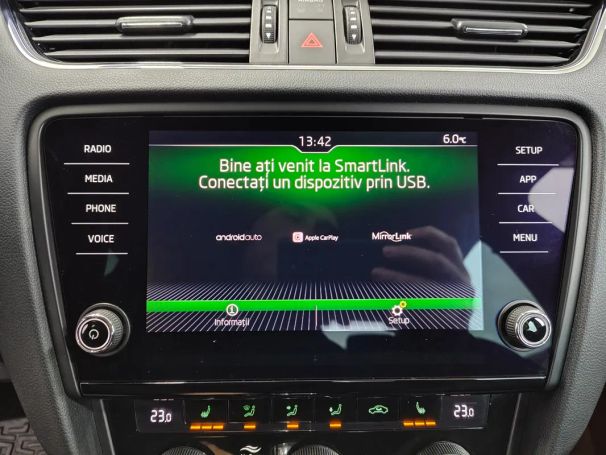 AIRBAG
13:42
6.0°C
RADIO
MEDIA
PHONE
VOICE
Bine ați venit la SmartLink.
Conectați un dispozitiv prin USB.
androidauto
Apple CarPlay
MirrorLink
Informații
Setup
SETUP
APP
CAR
MENU
23.0
23.0